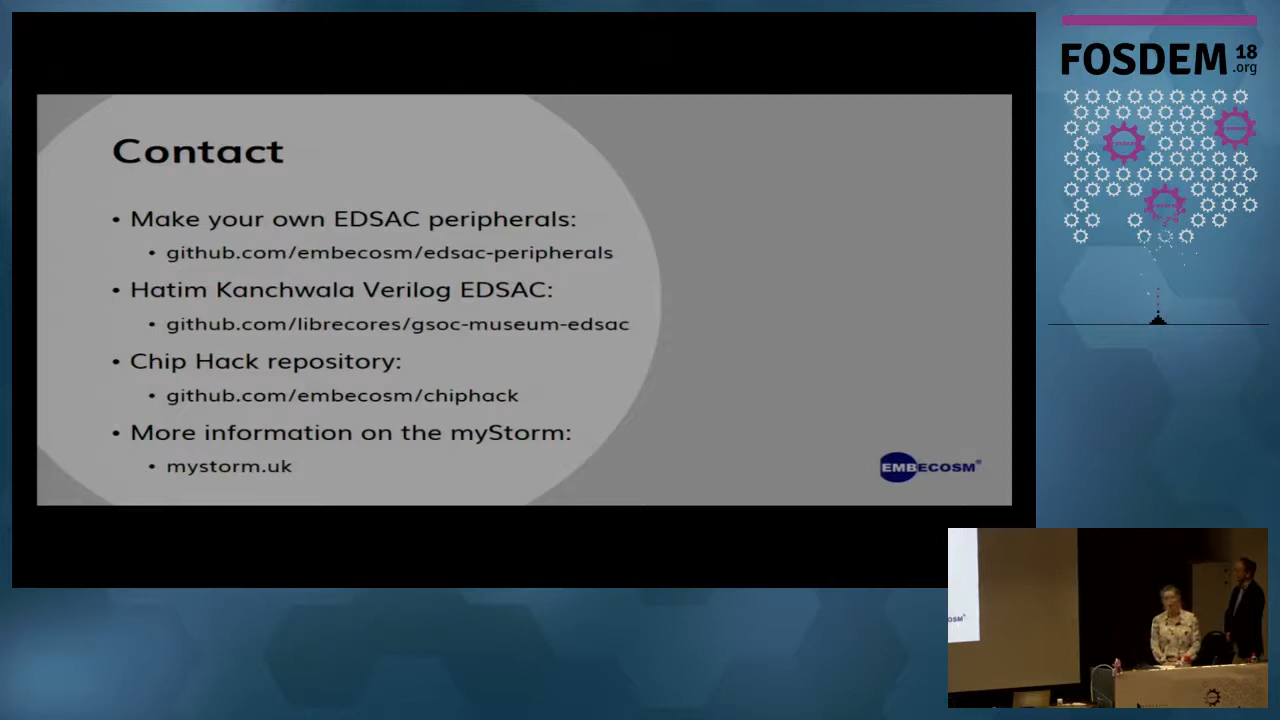 FOSDEM 18
.org
Contact
• Make your own EDSAC peripherals:
• github.com/embecosm/edsac-peripherals
• Hatim Kanchwala Verilog EDSAC:
• github.com/librecores/gsoc-museum-edsac
• Chip Hack repository:
• github.com/embecosm/chiphack
• More information on the myStorm:
• mystorm.uk
EMBECOSM®
OSM®